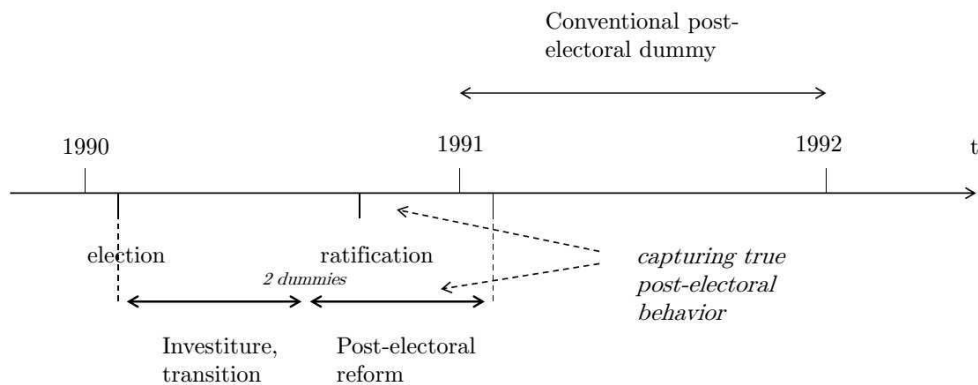 Conventional post-
electoral dummy
1990
1991
1992
t
election
ratification
2 dummies
capturing true
post-electoral
behavior
Investiture,
transition
Post-electoral
reform